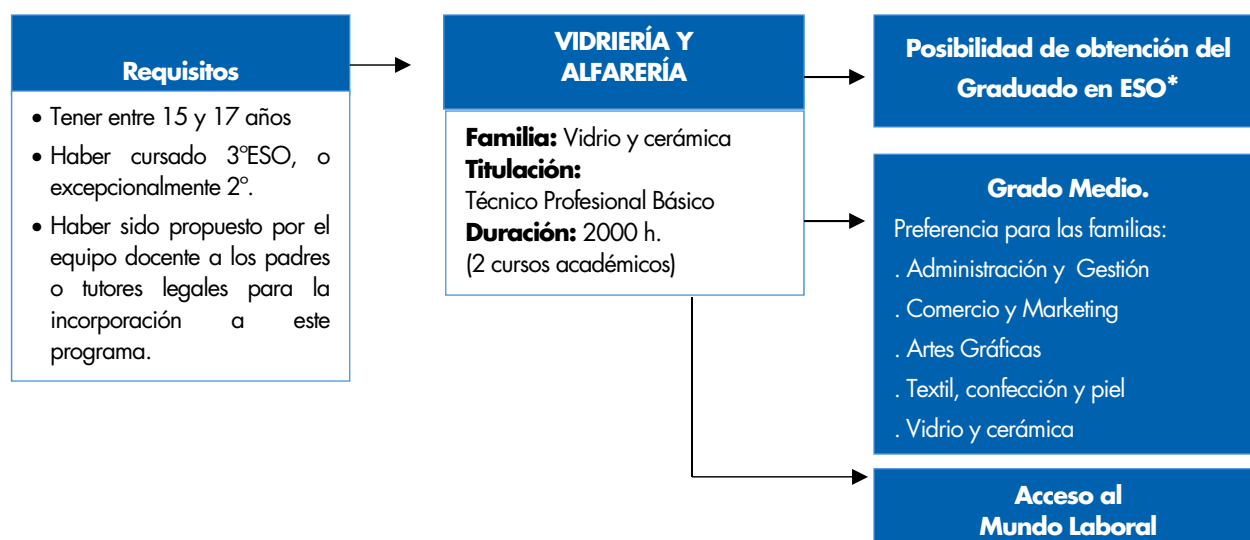 Requisitos
• Tener entre 15 y 17 años
• Haber cursado 3ºESO, o
excepcionalmente 2º.
• Haber sido propuesto por el
equipo docente a los padres
o tutores legales para la
incorporación a este
programa.
VIDRIERÍA Y
ALFARERÍA
Familia: Vidrio y cerámica
Titulación:
Técnico Profesional Básico
Duración: 2000 h.
(2 cursos académicos)
Posibilidad de obtención del
Graduado en ESO*
Grado Medio.
Preferencia para las familias:
. Administración y Gestión
. Comercio y Marketing
. Artes Gráficas
. Textil, confección y piel
. Vidrio y cerámica
Acceso al
Mundo Laboral